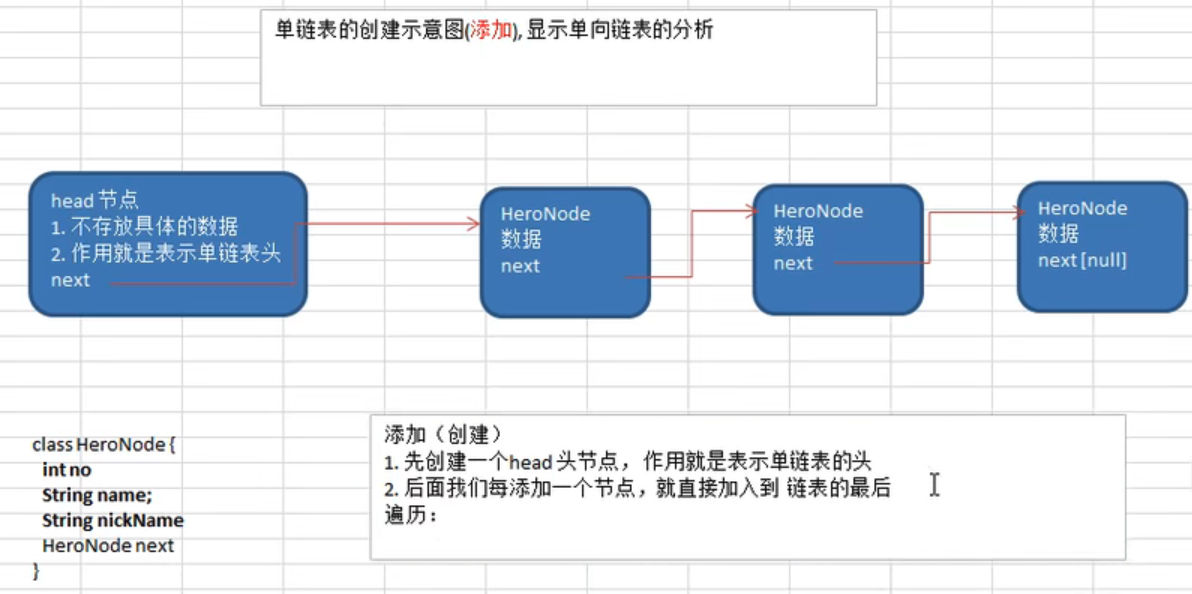 单链表的创建示意图(添加), 显示单向链表的分析
head 节点
1. 不存放具体的数据
2. 作用就是表示单链表头
next
HeroNode
数据
next
HeroNode
数据
next
HeroNode
数据
next [null]
class HeroNode {
int no
String name;
String nickName
HeroNode next
}
添加（创建）
1. 先创建一个head 头节点，作用就是表示单链表的头
2. 后面我们每添加一个节点，就直接加入到 链表的最后
遍历：